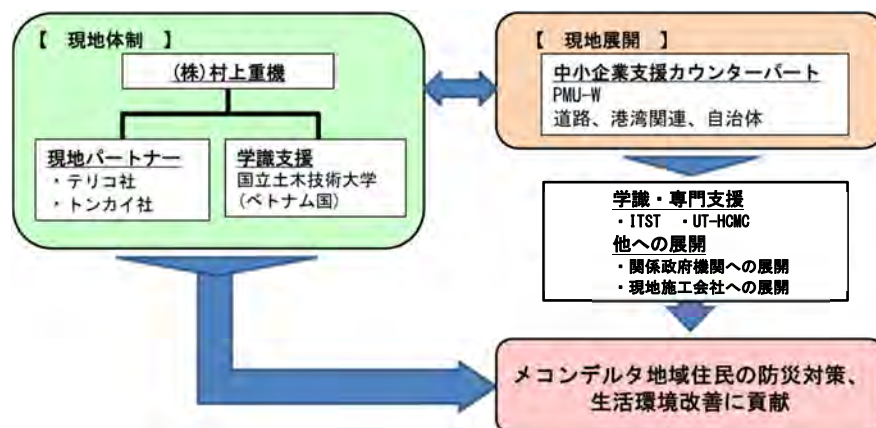 【 現地体制 】
(株)村上重機
現地パートナー
・テリコ社
・トンカイ社
学識支援
国立土木技術大学
(ベトナム国)
【 現地展開 】
中小企業支援カウンターパート
PMU-W
道路、港湾関連、自治体
学識・専門支援
・ITST ・UT-HCMC
他への展開
・関係政府機関への展開
・現地施工会社への展開
メコンデルタ地域住民の防災対策、
生活環境改善に貢献